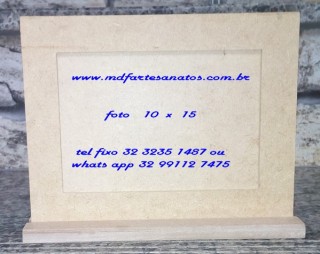 www.mdfartesanatos.com.br
foto 10 x 15
tel fixo 32 3235 1487 ou
whats app 32 99112 7475